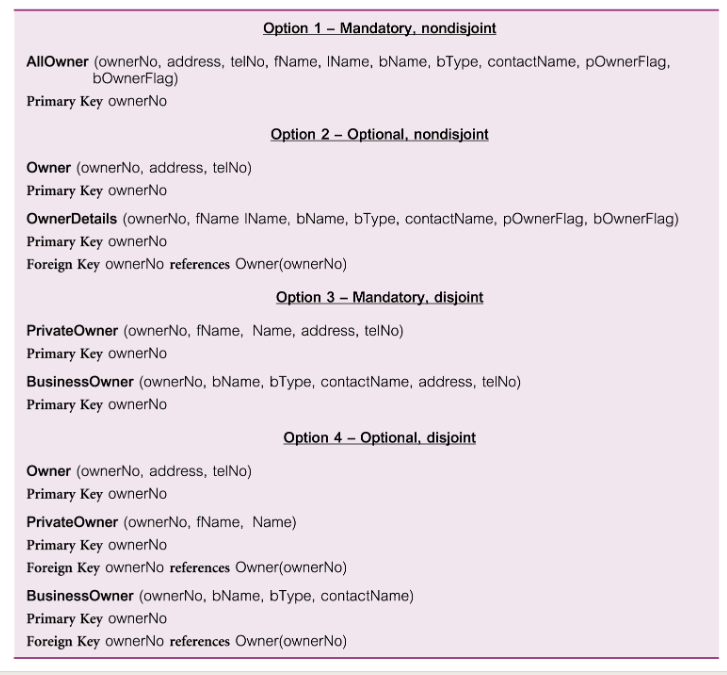 Option 1 – Mandatory, nondisjoint
AllOwner (ownerNo, address, telNo, fName, lName, bName, bType, contactName, pOwnerFlag,
bOwnerFlag)
Primary Key ownerNo
Option 2 – Optional, nondisjoint
Owner (ownerNo, address, telNo)
Primary Key ownerNo
OwnerDetails (ownerNo, fName lName, bName, bType, contactName, pOwnerFlag, bOwnerFlag)
Primary Key ownerNo
Foreign Key ownerNo references Owner(ownerNo)
Option 3 – Mandatory, disjoint
PrivateOwner (ownerNo, fName, Name, address, telNo)
Primary Key ownerNo
BusinessOwner (ownerNo, bName, bType, contactName, address, telNo)
Primary Key ownerNo
Option 4 – Optional, disjoint
Owner (ownerNo, address, telNo)
Primary Key ownerNo
PrivateOwner (ownerNo, fName, Name)
Primary Key ownerNo
Foreign Key ownerNo references Owner(ownerNo)
BusinessOwner (ownerNo, bName, bType, contactName)
Primary Key ownerNo
Foreign Key ownerNo references Owner(ownerNo)